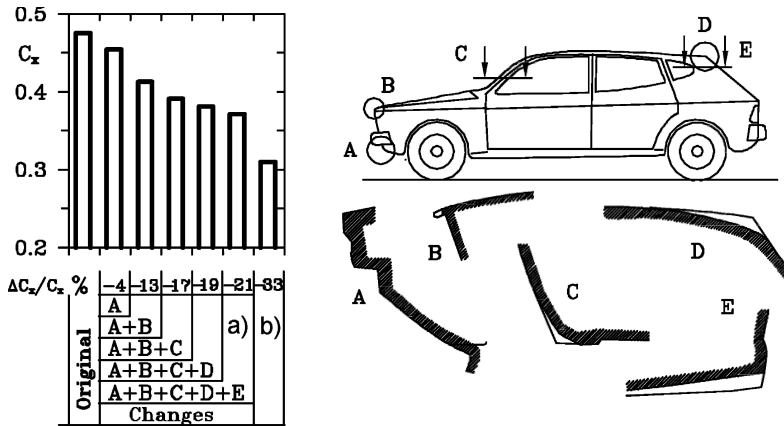 0.5
Cx
0.4
0.3
0.2
ΔCx/Cx % -4 -13 -17 -19 -21 -33
Original
A
A+B
A+B+C
A+B+C+D
A+B+C+D+E
a) b)
Changes
A
B
C
D
E
A
B
C
D
E